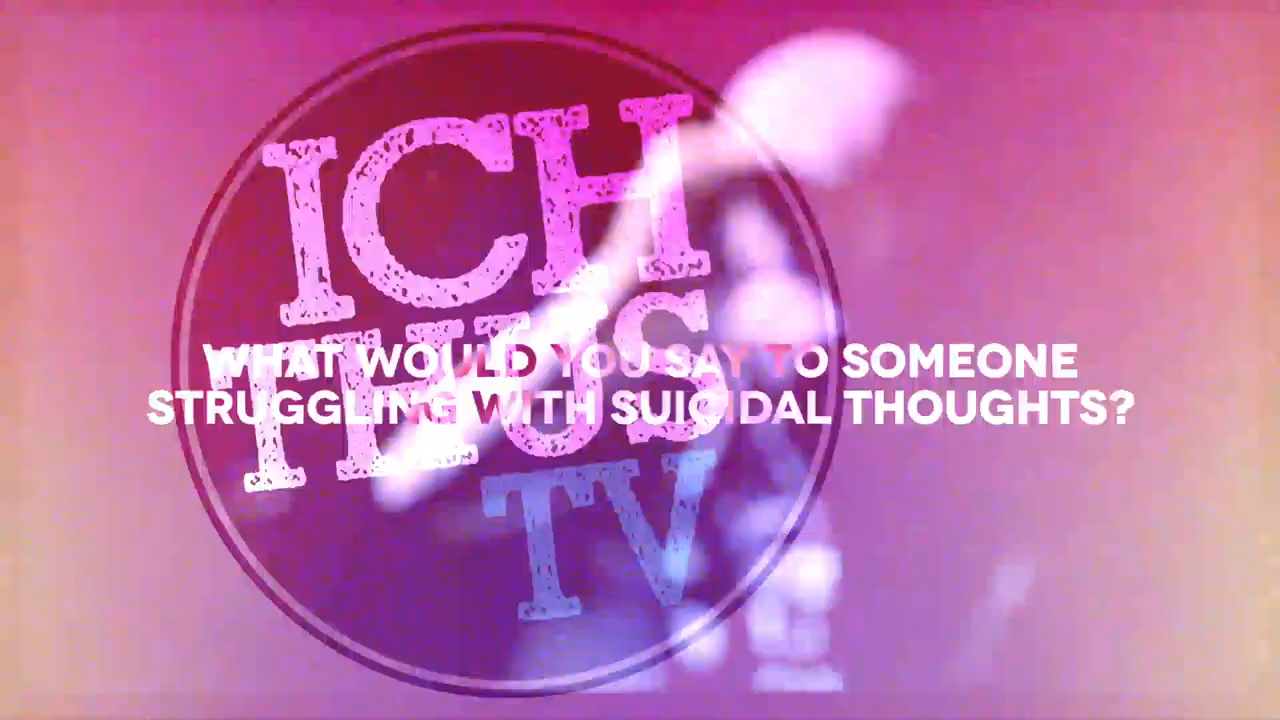 ICH
THUS
TV
WHAT WOULD YOU SAY TO SOMEONE
STRUGGLING WITH SUICIDAL THOUGHTS?